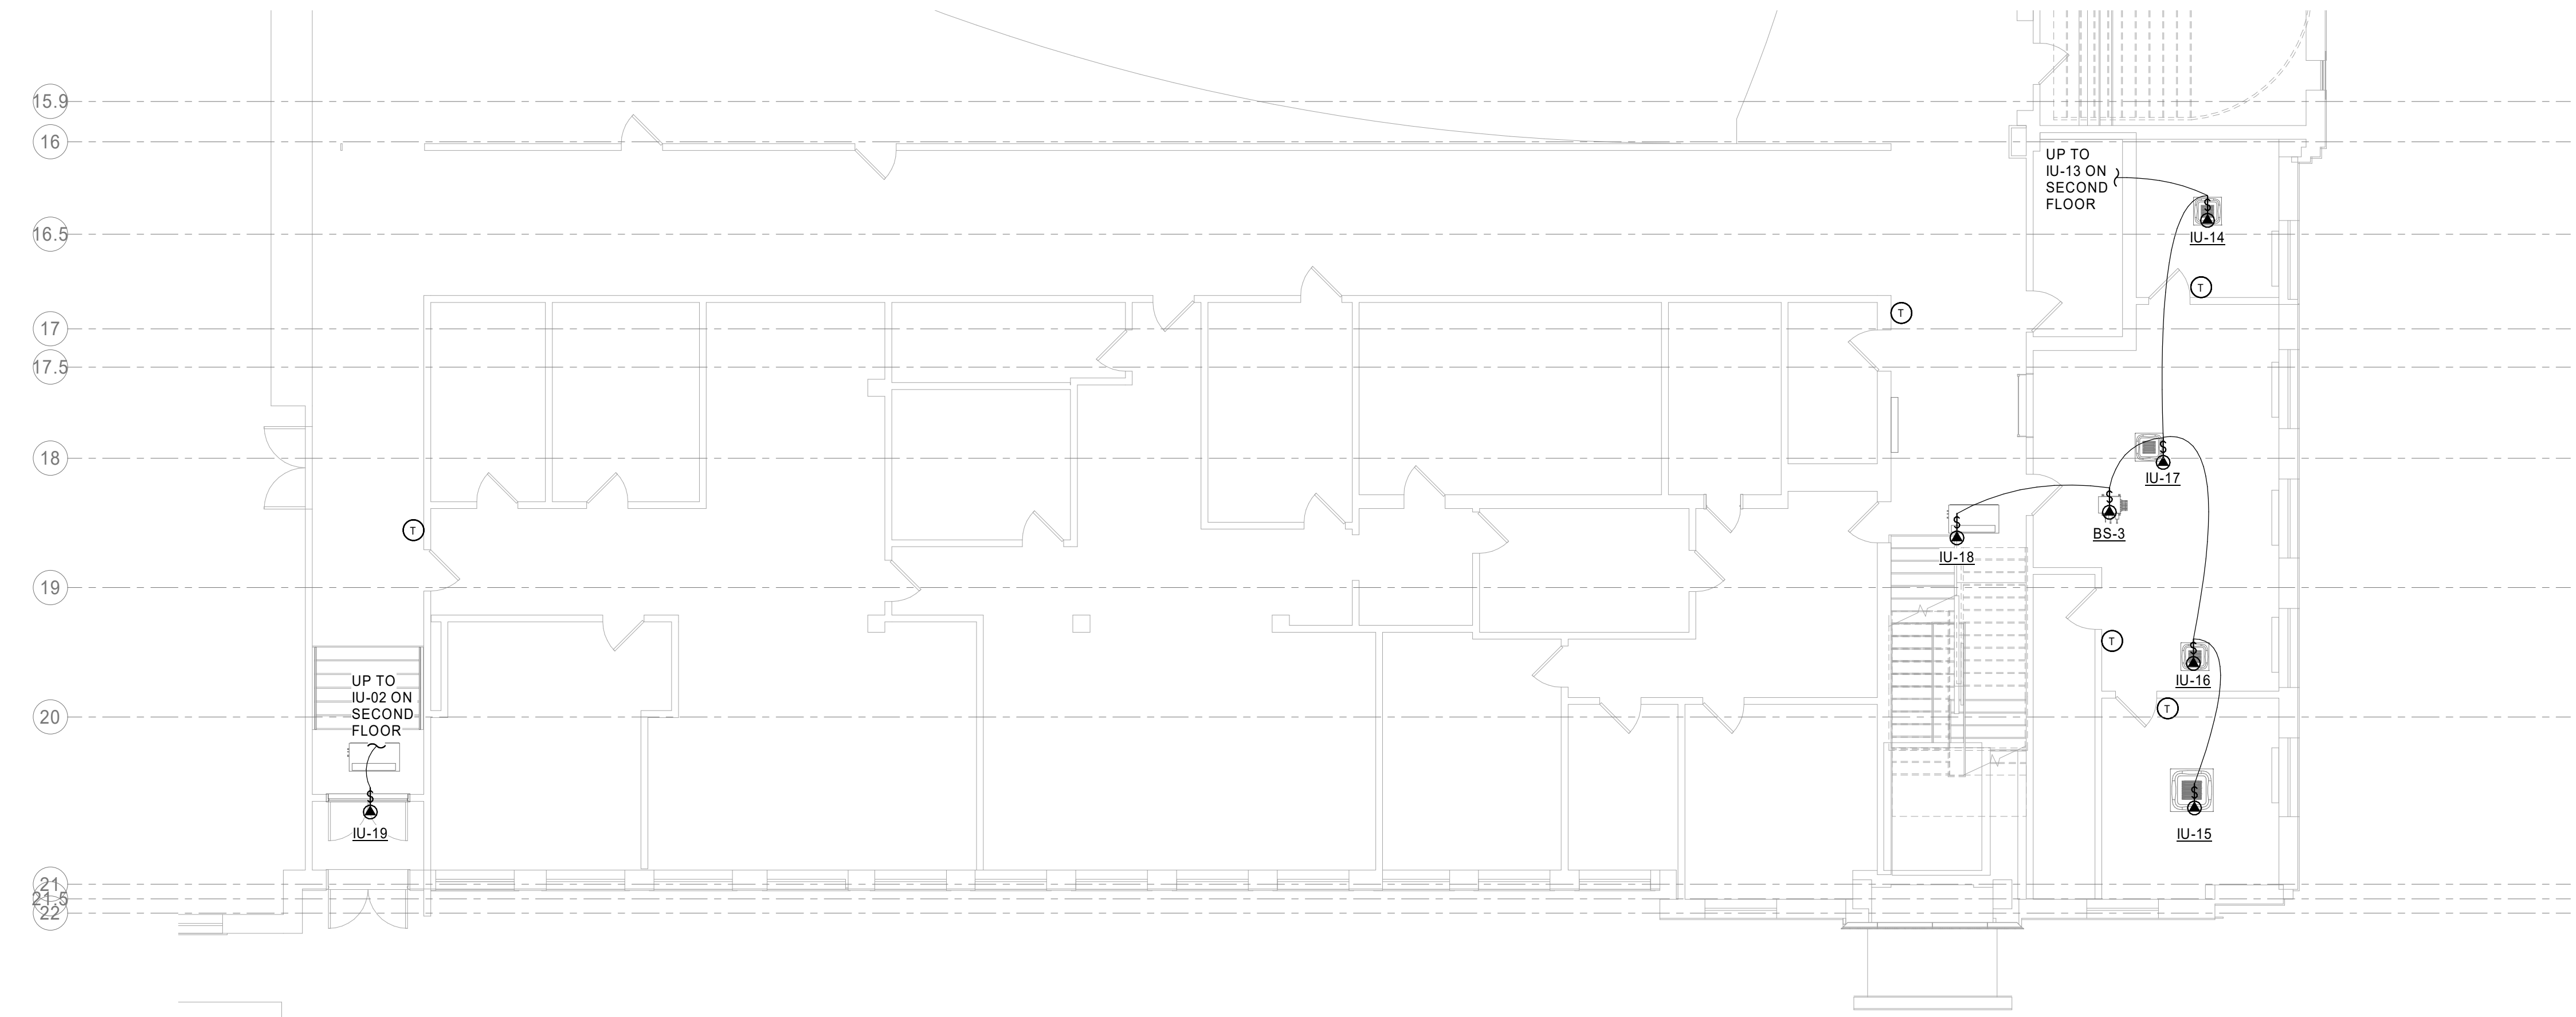 15.9
16
UP TO
IU-13 ON
SECOND
FLOOR
16.5
IU-14
T
T
17
17.5
18
IU-17
T
BS-3
IU-18
19
T
IU-16
UP TO
IU-02 ON
SECOND
FLOOR
T
20
IU-19
IU-15
21
21.5
22
S
S
S
S
S
S
S